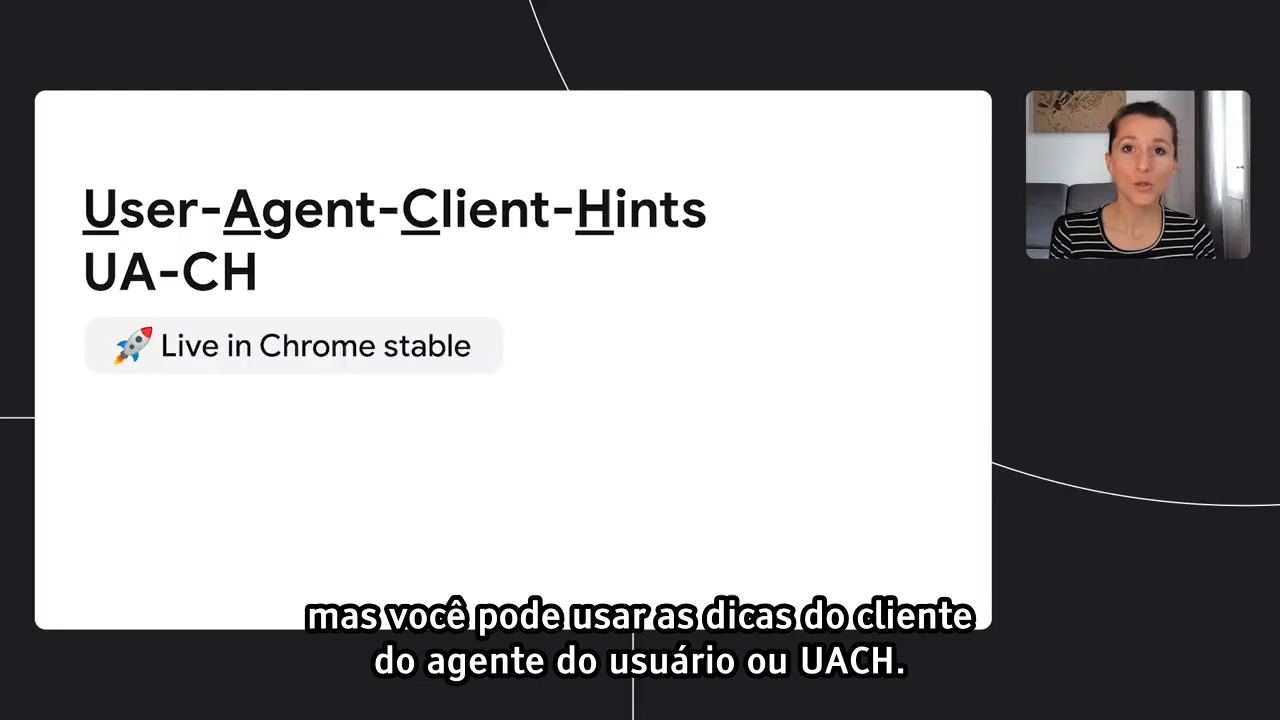 User-Agent-Client-Hints
UA-CH
🚀 Live in Chrome stable
mas você pode usar as dicas do cliente
do agente do usuário ou UACH.